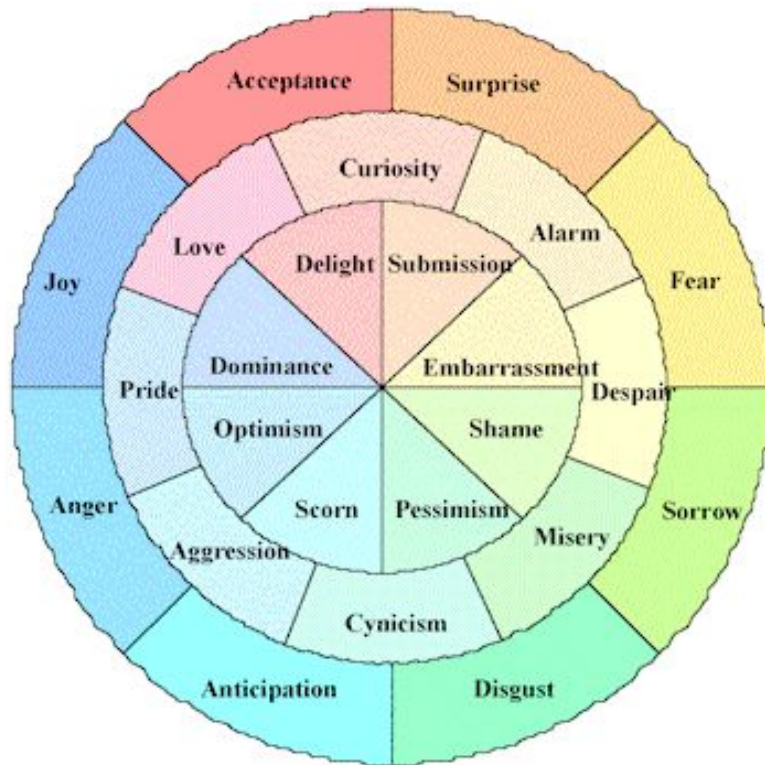 Acceptance
Surprise
Curiosity
Love
Alarm
Delight
Submission
Joy
Fear
Dominance
Embarrassment
Pride
Despair
Optimism
Shame
Anger
Scorn
Pessimism
Sorrow
Aggression
Misery
Cynicism
Anticipation
Disgust